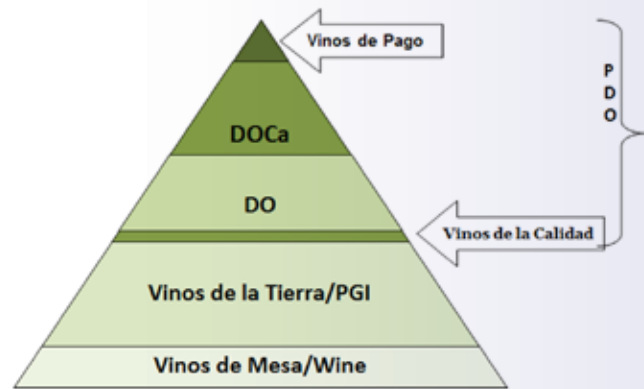 Vinos de Pago
P
D
O
DOCa
DO
Vinos de la Calidad
Vinos de la Tierra/PGI
Vinos de Mesa/Wine